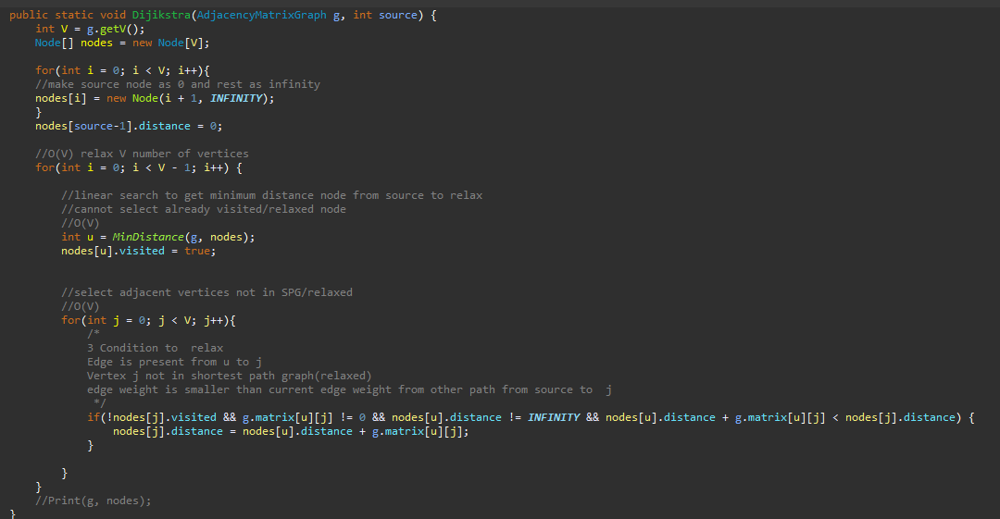 public static void Dijikstra(AdjacencyMatrixGraph g, int source) {
int V = g.getV();
Node[] nodes = new Node[V];
for(int i = 0; i < V; i++){
//make source node as 0 and rest as infinity
nodes[i] = new Node(i + 1, INFINITY);
}
nodes[source-1].distance = 0;
//O(V) relax V number of vertices
for(int i = 0; i < V - 1; i++) {
//linear search to get minimum distance node from source to relax
//cannot select already visited/relaxed node
//O(V)
int u = MinDistance(g, nodes);
nodes[u].visited = true;
//select adjacent vertices not in SPG/relaxed
//O(V)
for(int j = 0; j < V; j++){
/*
3 Condition to  relax
Edge is present from u to j
Vertex j not in shortest path graph(relaxed)
edge weight is smaller than current edge weight from other path from source to  j
*/
if(!nodes[j].visited && g.matrix[u][j] != 0 && nodes[u].distance != INFINITY && nodes[u].distance + g.matrix[u][j] < nodes[j].distance) {
nodes[j].distance = nodes[u].distance + g.matrix[u][j];
}
}
}
//Print(g, nodes);
}